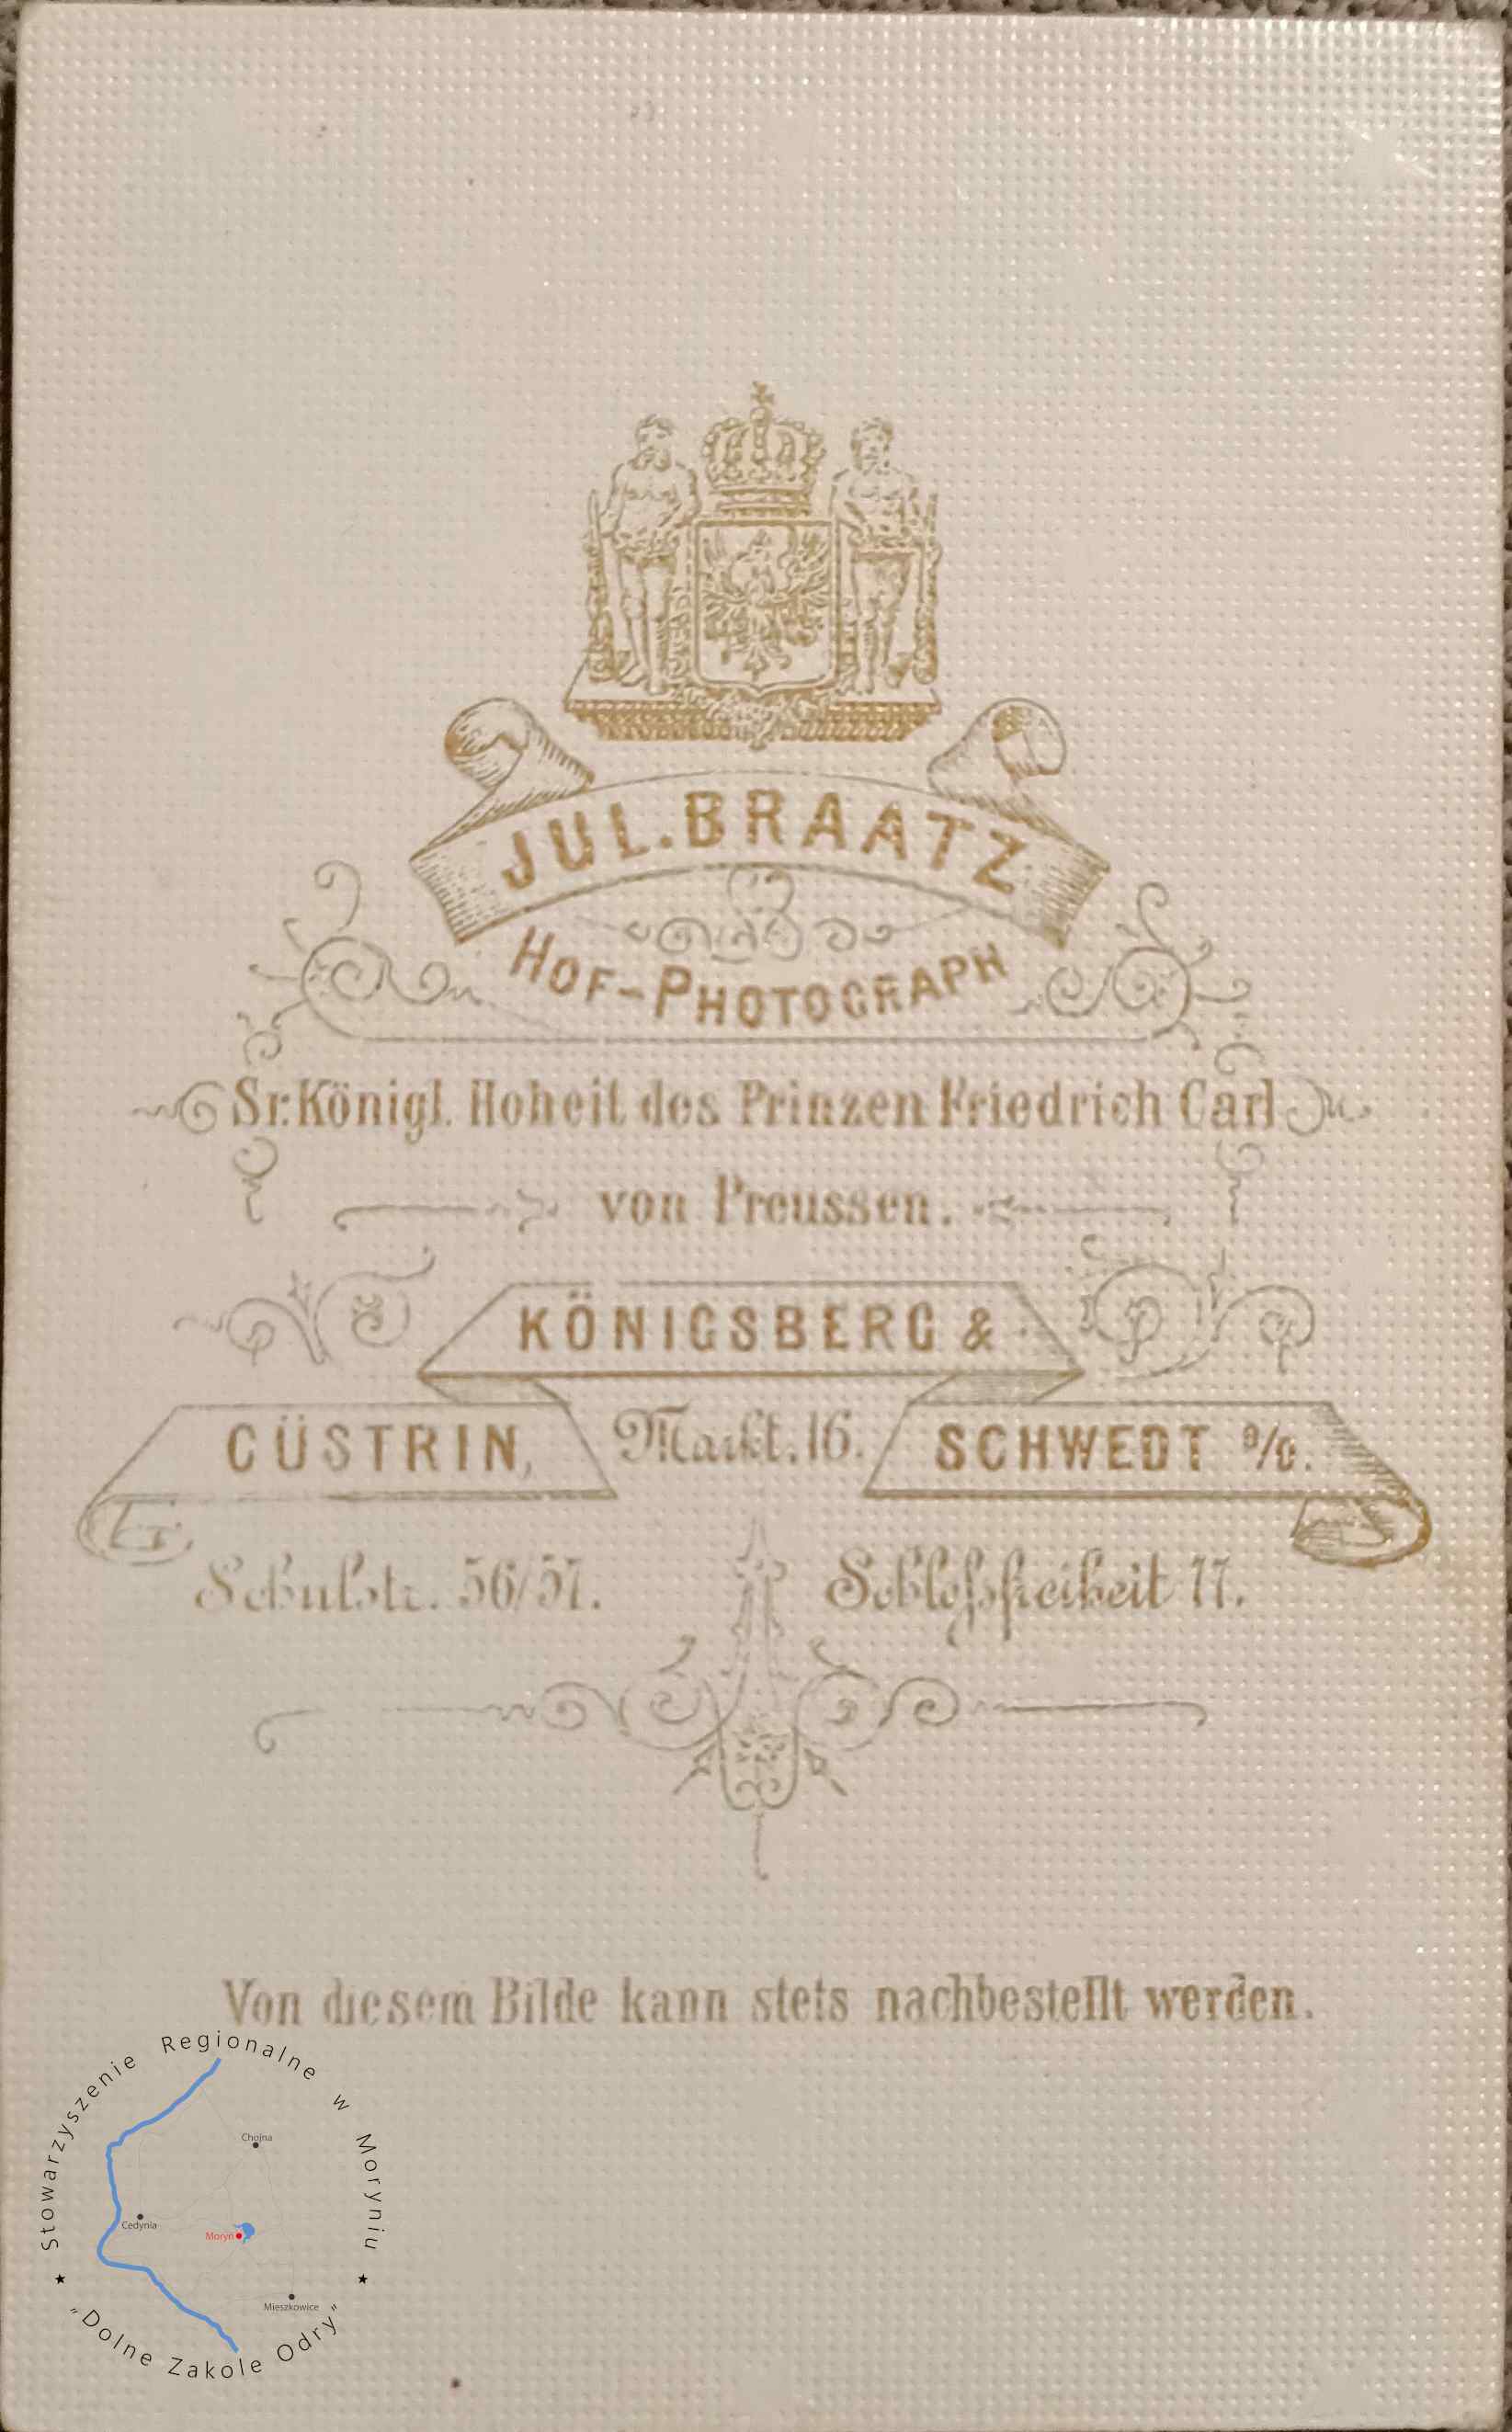 JUL. BRAATZ
HOF-PHOTOGRAPH
Sr. Königl. Hoheit des Prinzen Friedrich Carl
von Preussen.
KÖNIGSBERG &
CÜSTRIN, Markt. 16. SCHWEDT a/O.
Schulstr. 56/57. Schloßfreiheit 77.
Von diesem Bilde kann stets nachbestellt werden.
Stowarzyszenie Regionalne w Moryniu
Chojna
Cedynia
Moryń
Mieszkowice
★ "Dolne Zakole Odry" ★